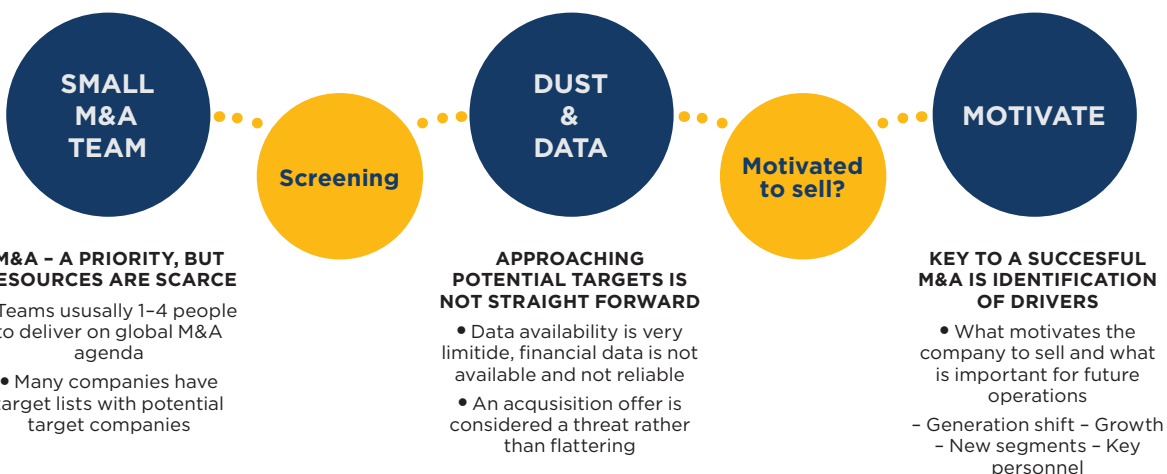 SMALL
M&A
TEAM
Screening
DUST
&
DATA
Motivated
to sell?
MOTIVATE
M&A – A PRIORITY, BUT
RESOURCES ARE SCARCE
Teams ususally 1–4 people
to deliver on global M&A
agenda
• Many companies have
target lists with potential
target companies
APPROACHING
POTENTIAL TARGETS IS
NOT STRAIGHT FORWARD
• Data availability is very
limitide, financial data is not
available and not reliable
• An acqusisition offer is
considered a threat rather
than flattering
KEY TO A SUCCESFUL
M&A IS IDENTIFICATION
OF DRIVERS
• What motivates the
company to sell and what
is important for future
operations
– Generation shift – Growth
– New segments – Key
personnel